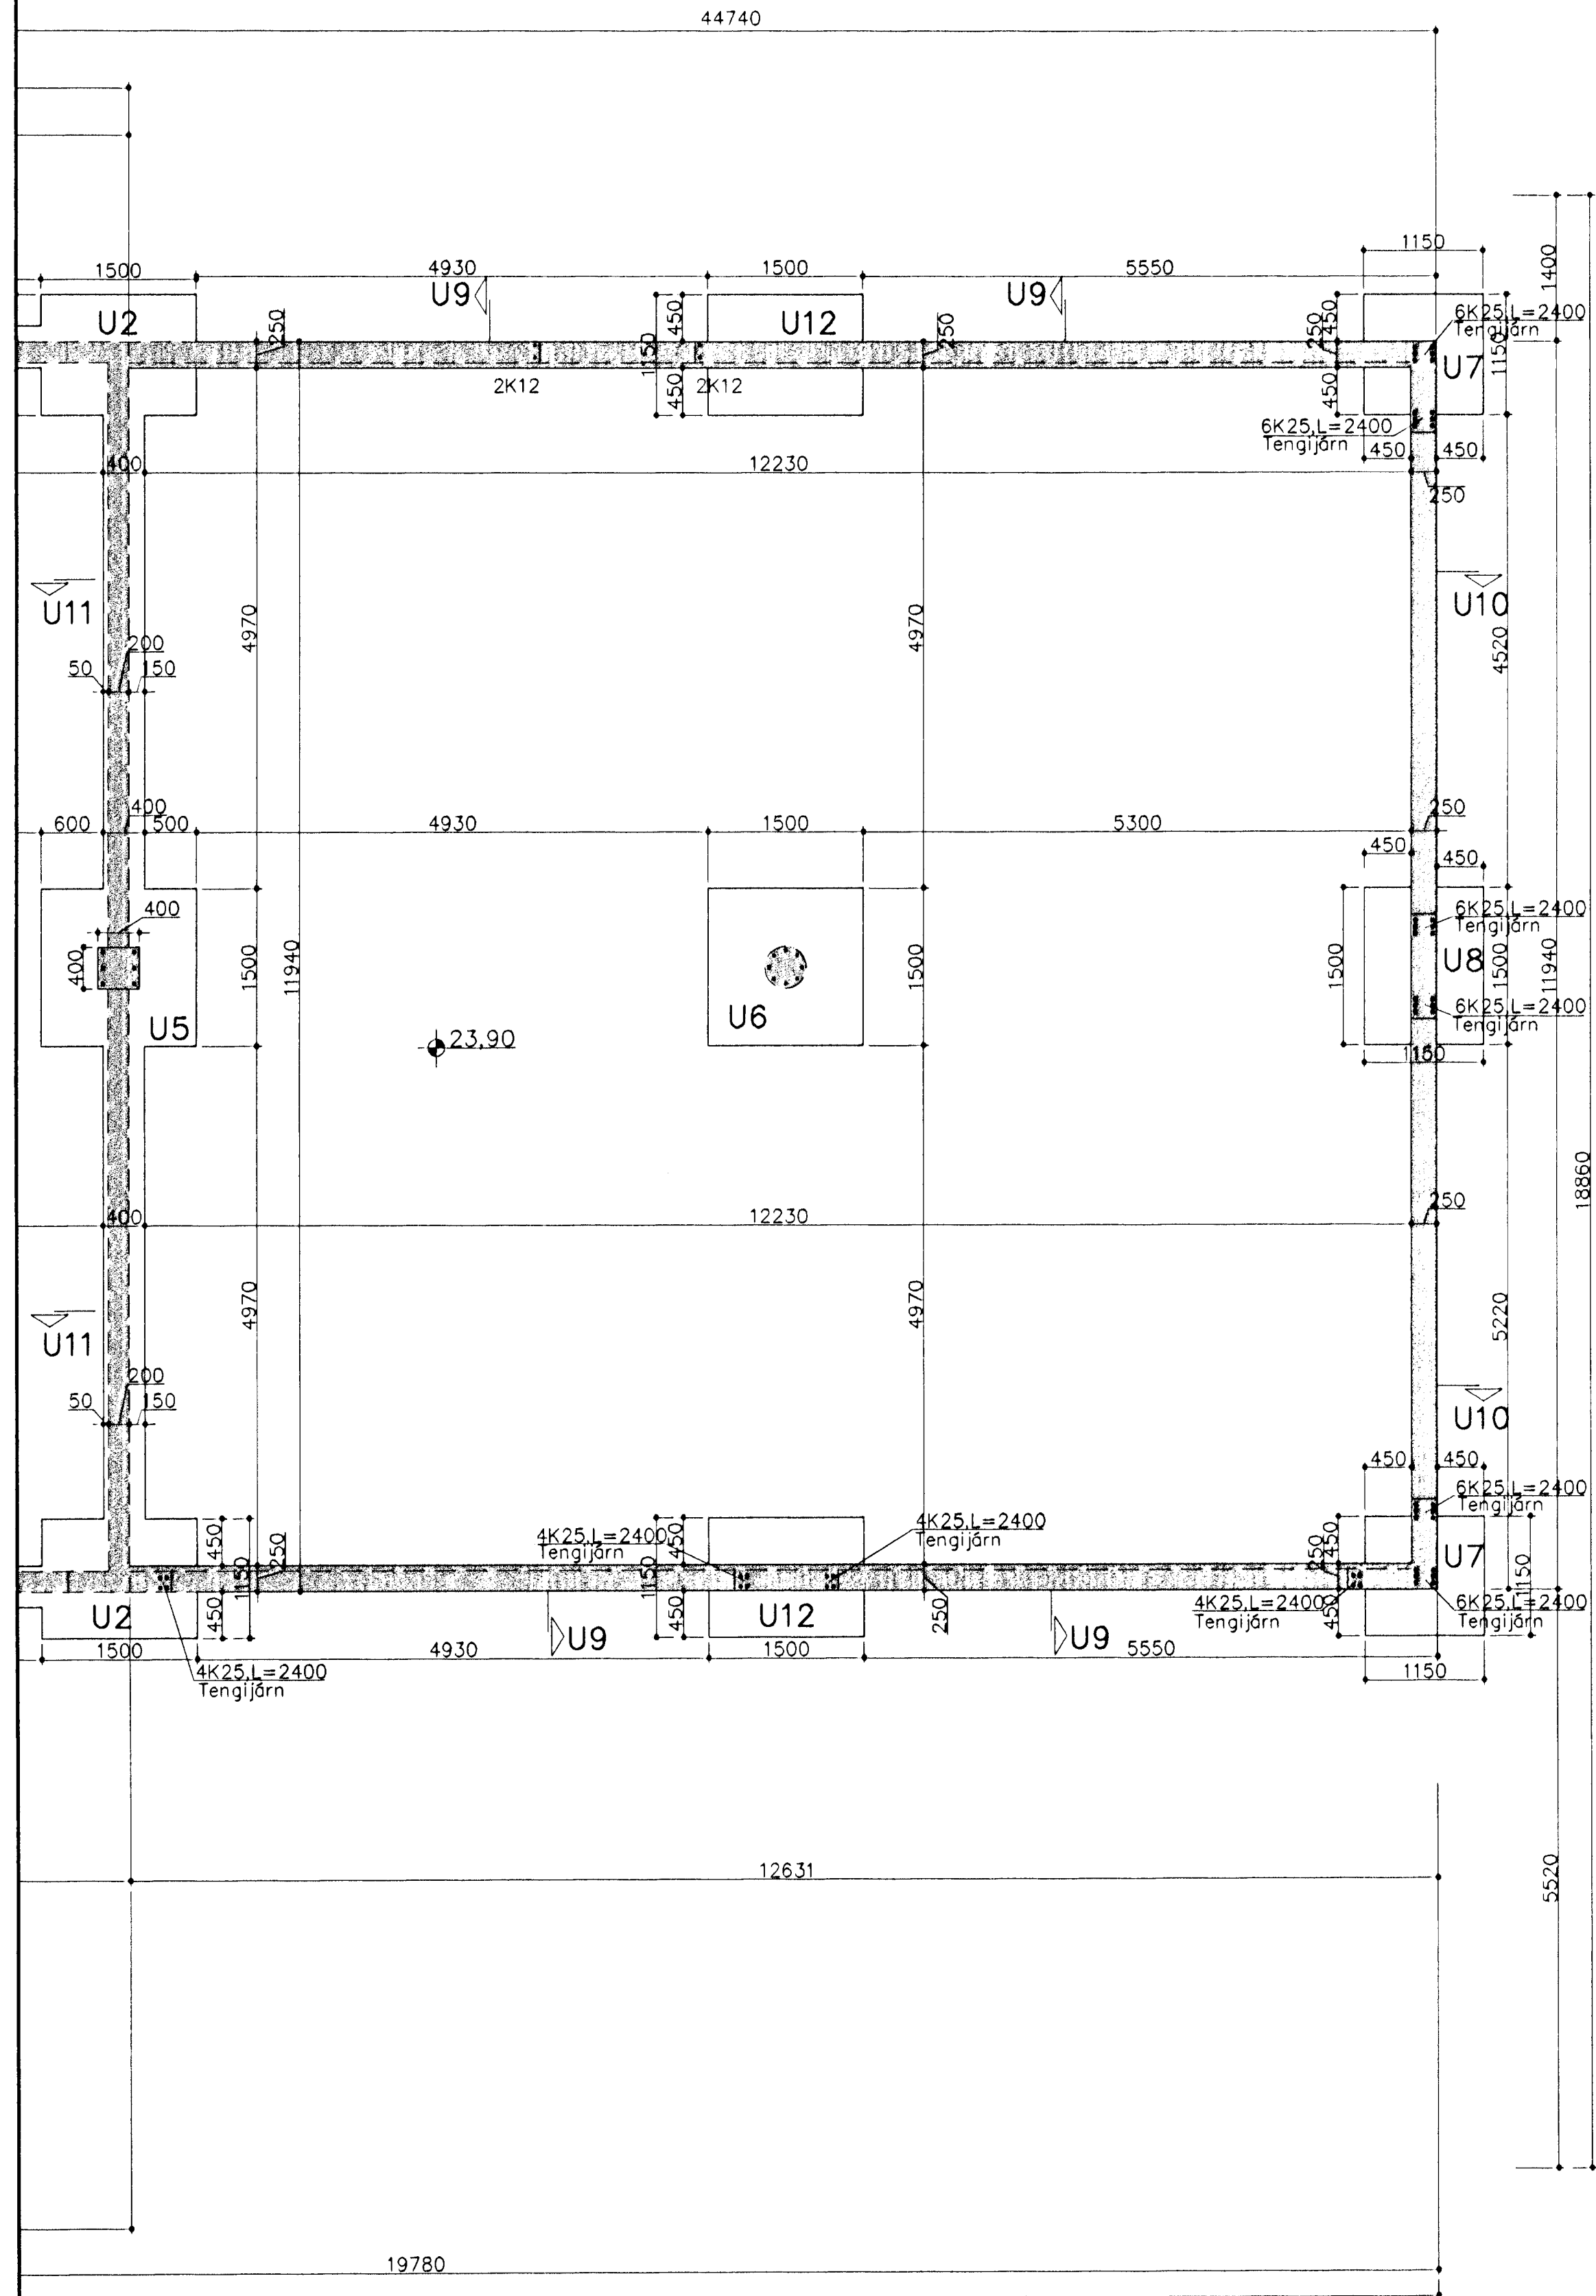 44740
1500
4930
1500
5550
1150
1400
U2
U9
U12
U9
250
1150
450
250
250
450
6K25,L=2400
Tengijárn
1150
U7
2K12
450
2K12
450
6K25,L=2400
Tengijárn
400
12230
450
450
250
U11
4970
4970
U10
4520
200
50
150
600
400
500
4930
1500
5300
250
450
450
400
400
1500
11940
1500
1500
6K25,L=2400
Tengijárn
U8
1500
11940
U5
U6
6K25,L=2400
Tengijárn
23,90
1150
18860
400
12230
250
U11
4970
4970
5220
200
50
150
U10
450
450
6K25,L=2400
Tengijárn
450
1150
450
250
4K25,L=2400
Tengijárn
450
1150
450
4K25,L=2400
Tengijárn
250
450
450
U7
1150
U2
U12
250
4K25,L=2400
Tengijárn
6K25,L=2400
Tengijárn
U9
U9
1500
4930
1500
5550
1150
4K25,L=2400
Tengijárn
12631
5520
19780